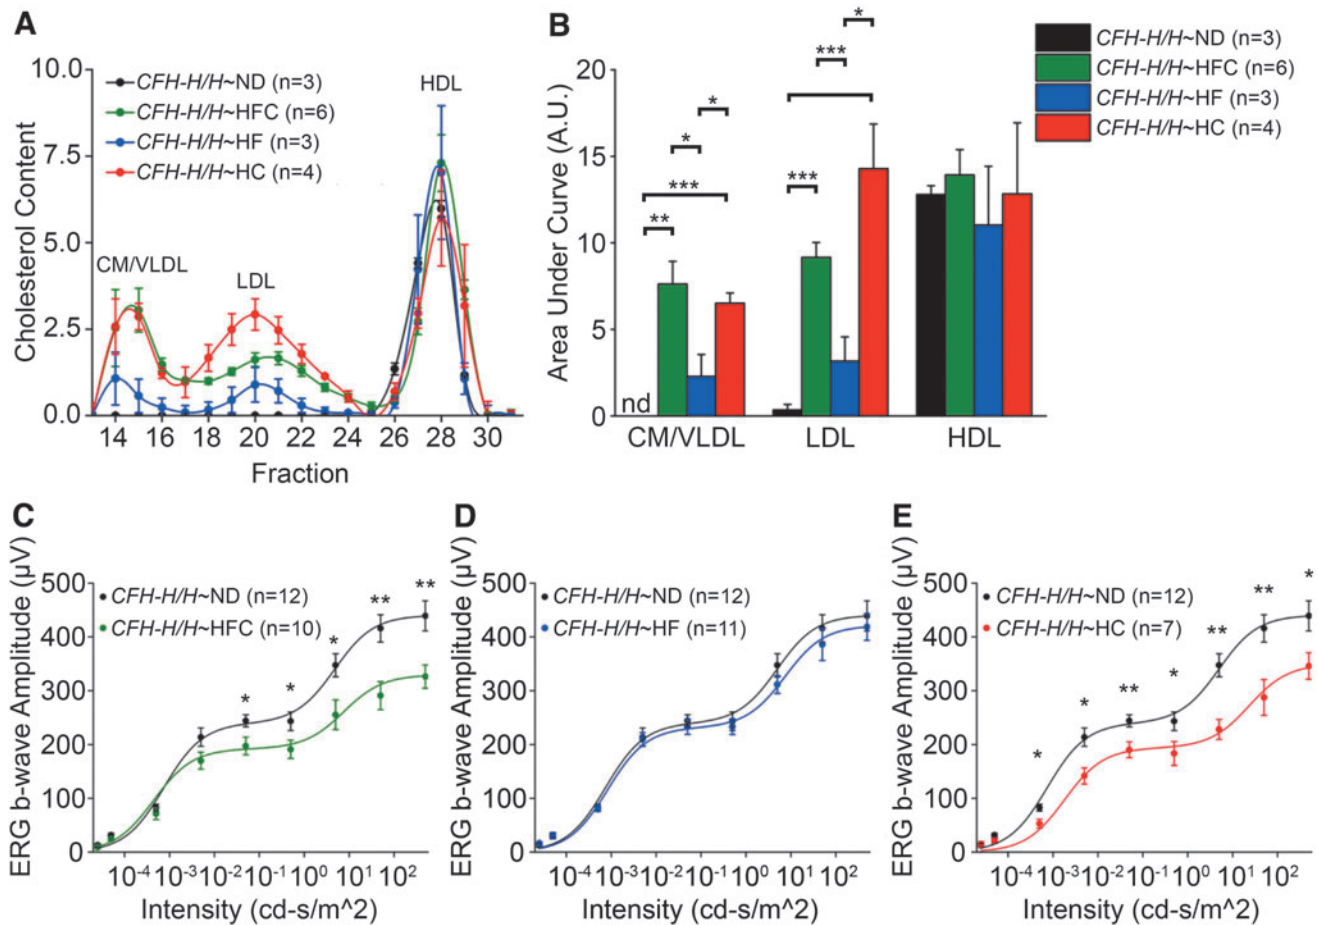 A
Cholesterol Content
10.0
7.5
5.0
2.5
0.0
CFH-H/H~ND (n=3)
CFH-H/H~HFC (n=6)
CFH-H/H~HF (n=3)
CFH-H/H~HC (n=4)
CM/VLDL
LDL
HDL
14 16 18 20 22 24 26 28 30
Fraction
B
Area Under Curve (A.U.)
20
15
10
5
0
CFH-H/H~ND (n=3)
CFH-H/H~HFC (n=6)
CFH-H/H~HF (n=3)
CFH-H/H~HC (n=4)
*
***
*
*
***
***
**
nd
CM/VLDL LDL HDL
C
ERG b-wave Amplitude (µV)
500
400
300
200
100
0
CFH-H/H~ND (n=12)
CFH-H/H~HFC (n=10)
* * * ** **
10-4 10-3 10-2 10-1 100 101 102
Intensity (cd-s/m^2)
D
ERG b-wave Amplitude (µV)
500
400
300
200
100
0
CFH-H/H~ND (n=12)
CFH-H/H~HF (n=11)
10-4 10-3 10-2 10-1 100 101 102
Intensity (cd-s/m^2)
E
ERG b-wave Amplitude (µV)
500
400
300
200
100
0
CFH-H/H~ND (n=12)
CFH-H/H~HC (n=7)
* * ** * ** ** *
10-4 10-3 10-2 10-1 100 101 102
Intensity (cd-s/m^2)